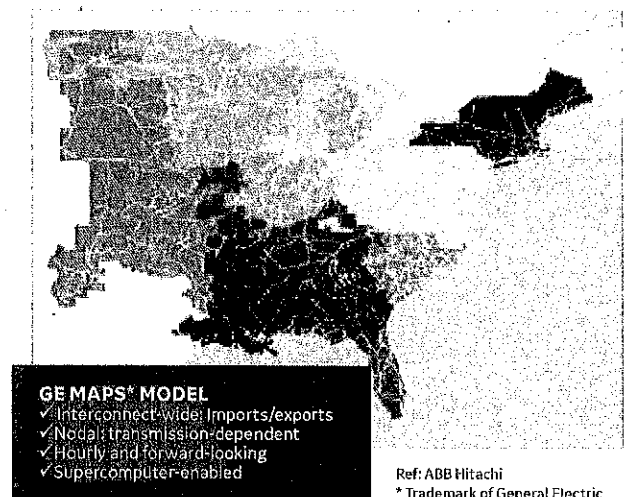 GE MAPS* MODEL
✓ Interconnect-wide: Imports/exports
✓ Nodal: transmission-dependent
✓ Hourly and forward-looking
✓ Supercomputer-enabled
Ref: ABB Hitachi
* Trademark of General Electric